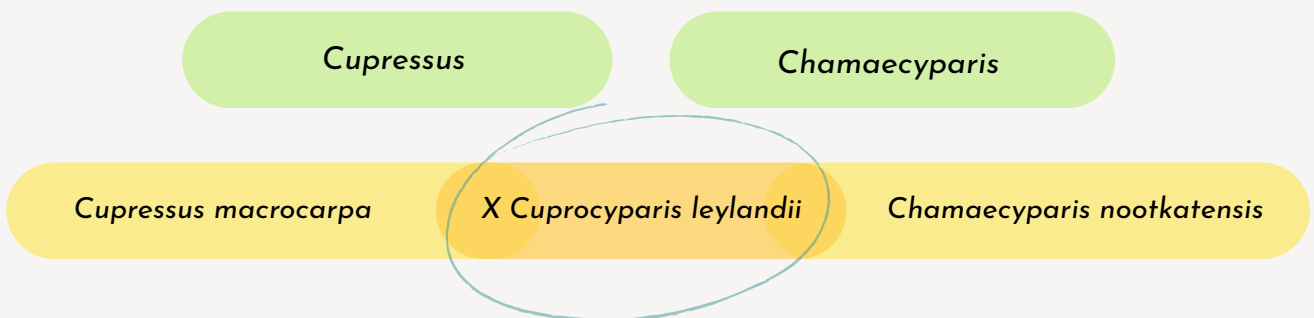 Cupressus
Chamaecyparis
Cupressus macrocarpa
X Cuprocyparis leylandii
Chamaecyparis nootkatensis